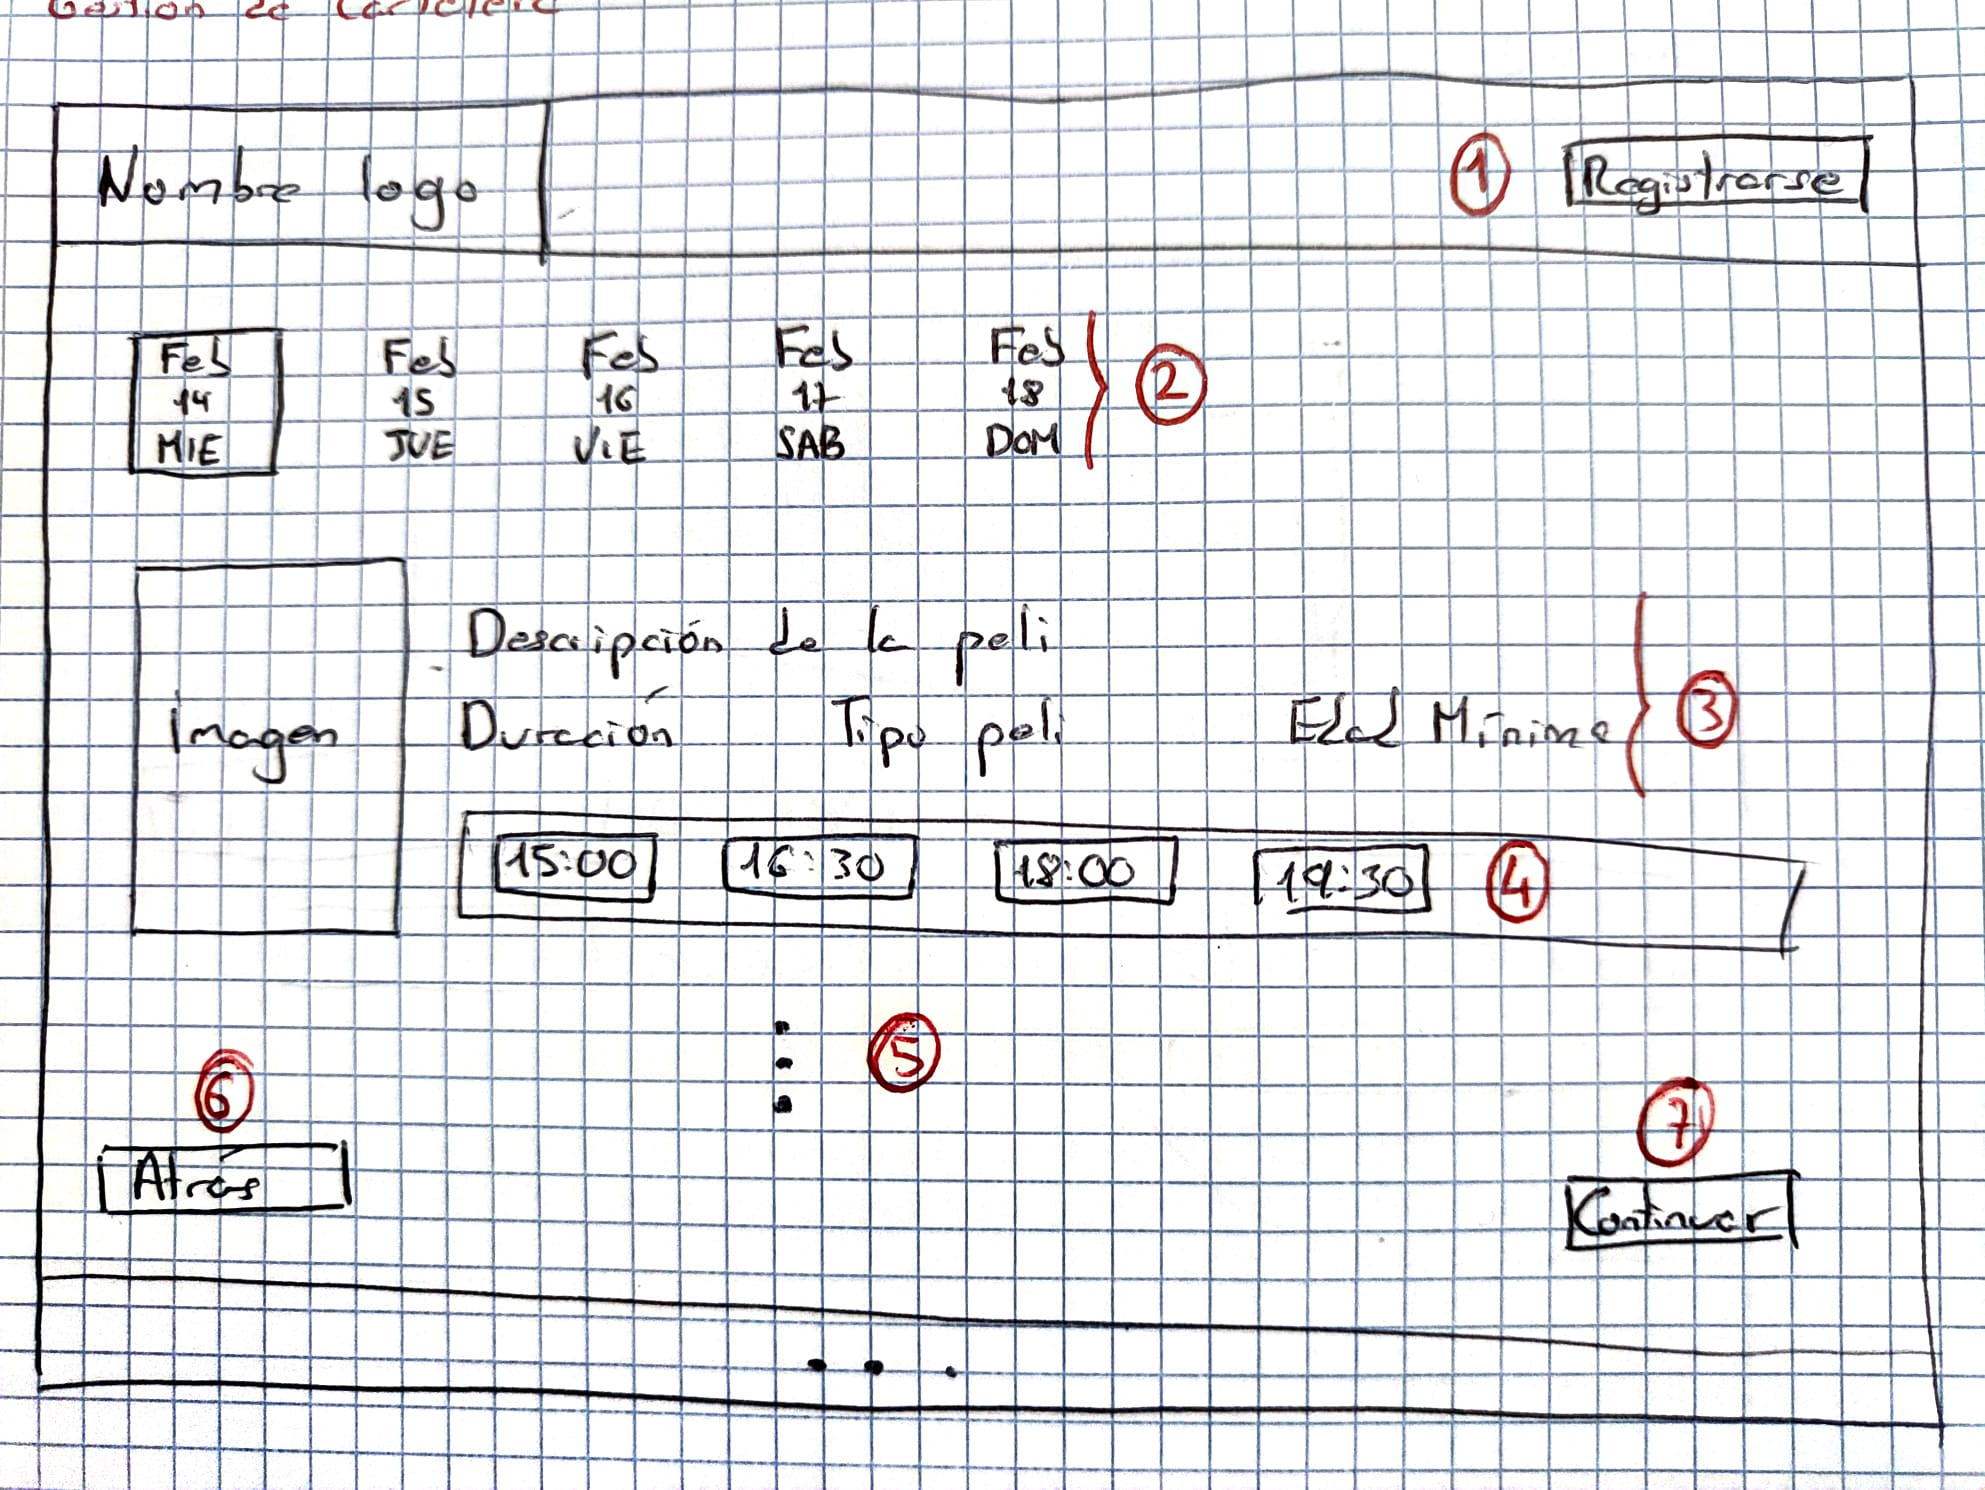 Gestión de Cartelera
Nombre logo
1 Registrarse
Feb Feb Feb Feb Feb
14 15 16 17 18
MIE JUE VIE SAB DOM
2
Descripción de la peli
Imagen Duración Tipo peli Edad Mínima
3
15:00 16:30 18:00 19:30 4
5
6
7
Atrás
Continuar